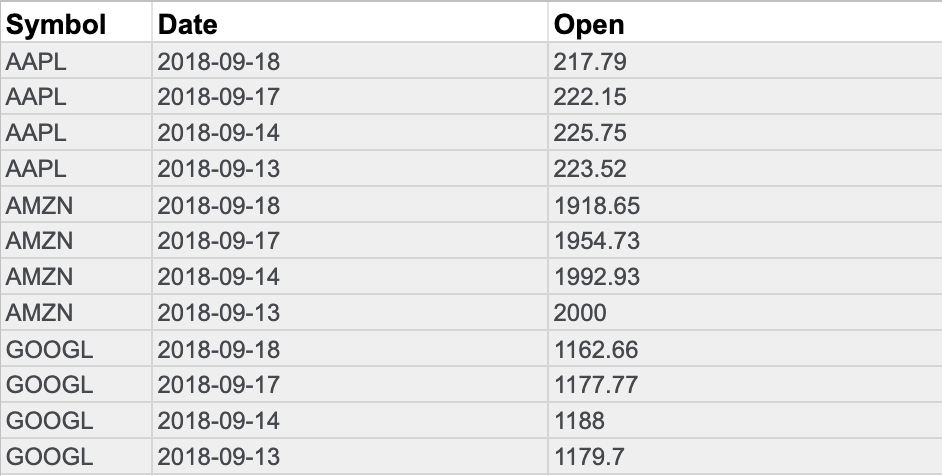 Symbol Date Open
AAPL 2018-09-18 217.79
AAPL 2018-09-17 222.15
AAPL 2018-09-14 225.75
AAPL 2018-09-13 223.52
AMZN 2018-09-18 1918.65
AMZN 2018-09-17 1954.73
AMZN 2018-09-14 1992.93
AMZN 2018-09-13 2000
GOOGL 2018-09-18 1162.66
GOOGL 2018-09-17 1177.77
GOOGL 2018-09-14 1188
GOOGL 2018-09-13 1179.7